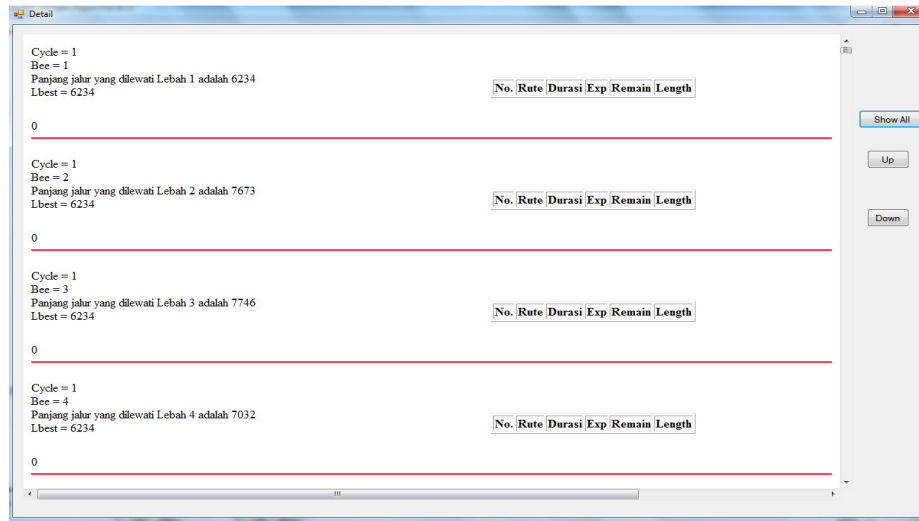 Detail
Cycle = 1
Bee = 1
Panjang jalur yang dilewati Lebah 1 adalah 6234
Lbest = 6234
No. Rute Durasi Exp Remain Length
0
Cycle = 1
Bee = 2
Panjang jalur yang dilewati Lebah 2 adalah 7673
Lbest = 6234
No. Rute Durasi Exp Remain Length
0
Cycle = 1
Bee = 3
Panjang jalur yang dilewati Lebah 3 adalah 7746
Lbest = 6234
No. Rute Durasi Exp Remain Length
0
Cycle = 1
Bee = 4
Panjang jalur yang dilewati Lebah 4 adalah 7032
Lbest = 6234
No. Rute Durasi Exp Remain Length
0
Show All
Up
Down